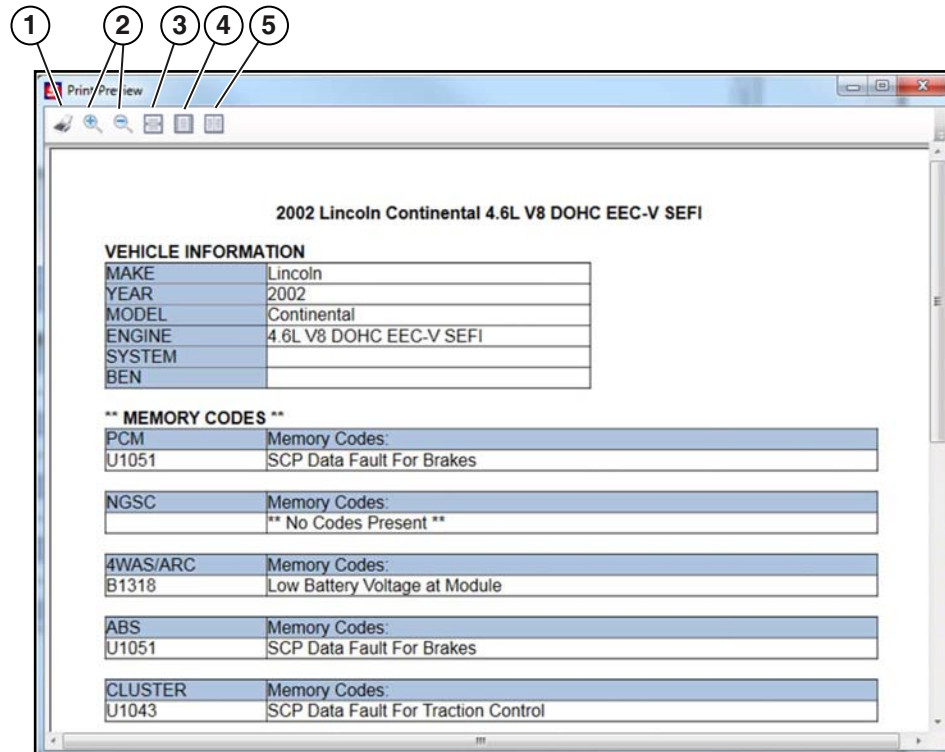 1 2 3 4 5
Print Preview
2002 Lincoln Continental 4.6L V8 DOHC EEC-V SEFI
VEHICLE INFORMATION
MAKE Lincoln
YEAR 2002
MODEL Continental
ENGINE 4.6L V8 DOHC EEC-V SEFI
SYSTEM
BEN
** MEMORY CODES **
PCM Memory Codes:
U1051 SCP Data Fault For Brakes
NGSC Memory Codes:
** No Codes Present **
4WAS/ARC Memory Codes:
B1318 Low Battery Voltage at Module
ABS Memory Codes:
U1051 SCP Data Fault For Brakes
CLUSTER Memory Codes:
U1043 SCP Data Fault For Traction Control